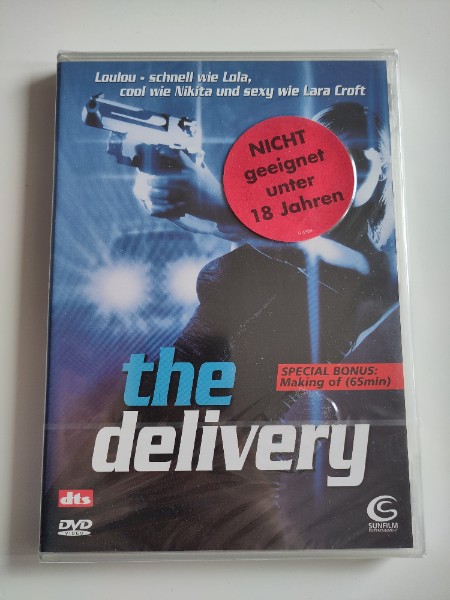 Loulou - schnell wie Lola,
cool wie Nikita und sexy wie Lara Croft
NICHT
geeignet
unter
18 Jahren
SPECIAL BONUS:
Making of (65min)
the
delivery
dts
DVD
VIDEO
SUNFILM
ENTERTAINMENT